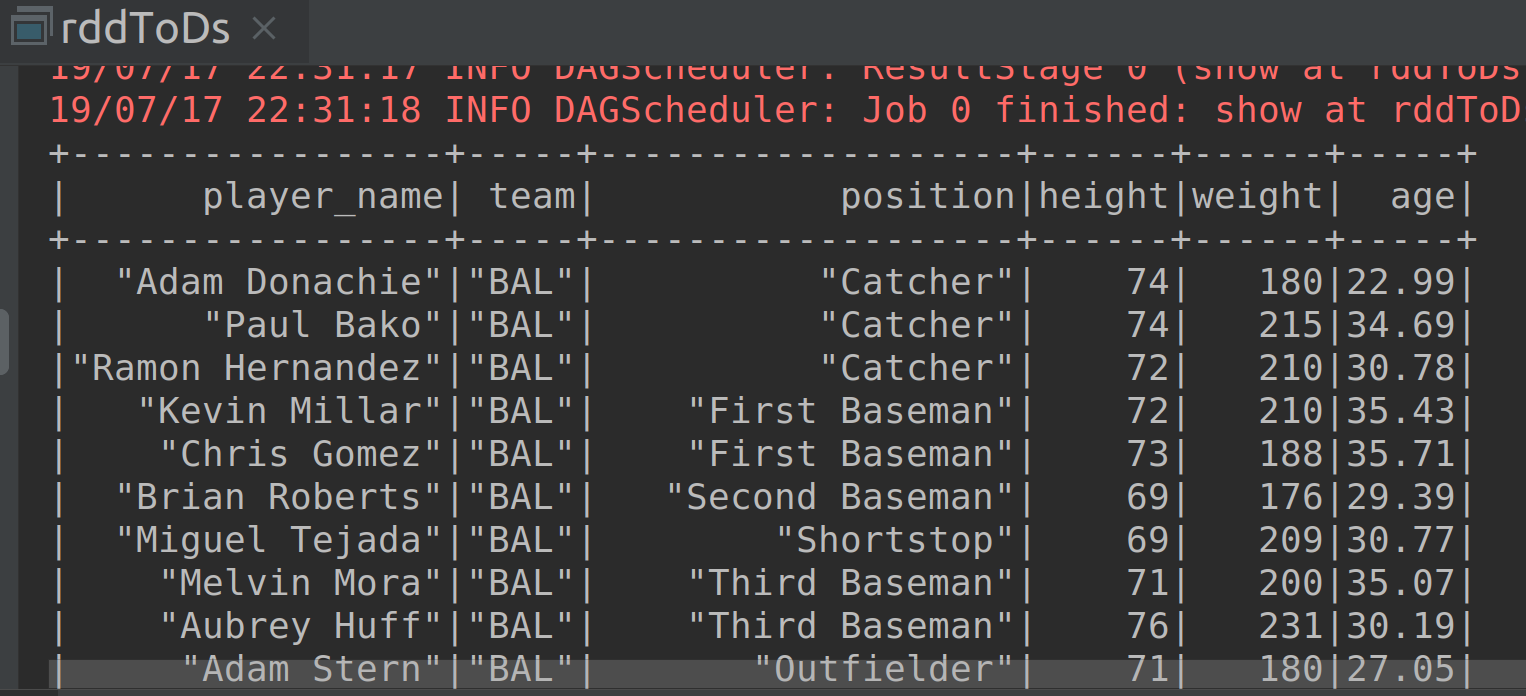 rddToDs
19/07/17 22:31:17 INFO DAGScheduler: ResultStage 0 (show at rddToDs
19/07/17 22:31:18 INFO DAGScheduler: Job 0 finished: show at rddToD
+-----------------+-----+-------------------+------+------+-----+
|      player_name| team|           position|height|weight|  age|
+-----------------+-----+-------------------+------+------+-----+
|  "Adam Donachie"|"BAL"|          "Catcher"|    74|   180|22.99|
|      "Paul Bako"|"BAL"|          "Catcher"|    74|   215|34.69|
|"Ramon Hernandez"|"BAL"|          "Catcher"|    72|   210|30.78|
|   "Kevin Millar"|"BAL"|    "First Baseman"|    72|   210|35.43|
|    "Chris Gomez"|"BAL"|    "First Baseman"|    73|   188|35.71|
|  "Brian Roberts"|"BAL"|   "Second Baseman"|    69|   176|29.39|
|  "Miguel Tejada"|"BAL"|        "Shortstop"|    69|   209|30.77|
|    "Melvin Mora"|"BAL"|    "Third Baseman"|    71|   200|35.07|
|    "Aubrey Huff"|"BAL"|    "Third Baseman"|    76|   231|30.19|
|     "Adam Stern"|"BAL"|       "Outfielder"|    71|   180|27.05|